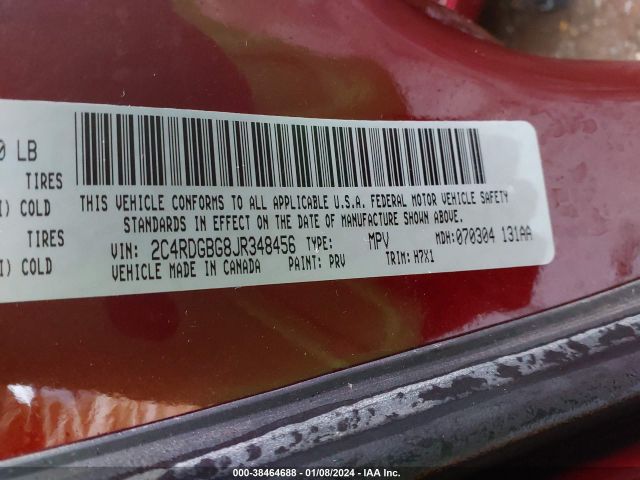 0 LB
TIRES
I) COLD
TIRES
I) COLD
THIS VEHICLE CONFORMS TO ALL APPLICABLE U.S.A. FEDERAL MOTOR VEHICLE SAFETY
STANDARDS IN EFFECT ON THE DATE OF MANUFACTURE SHOWN ABOVE.
VIN: 2C4RDGBG8JR348456 TYPE: MPV MDH:070304 131AA
VEHICLE MADE IN CANADA PAINT: PRV TRIM: H7X1
000-38464688 - 01/08/2024 - IAA Inc.